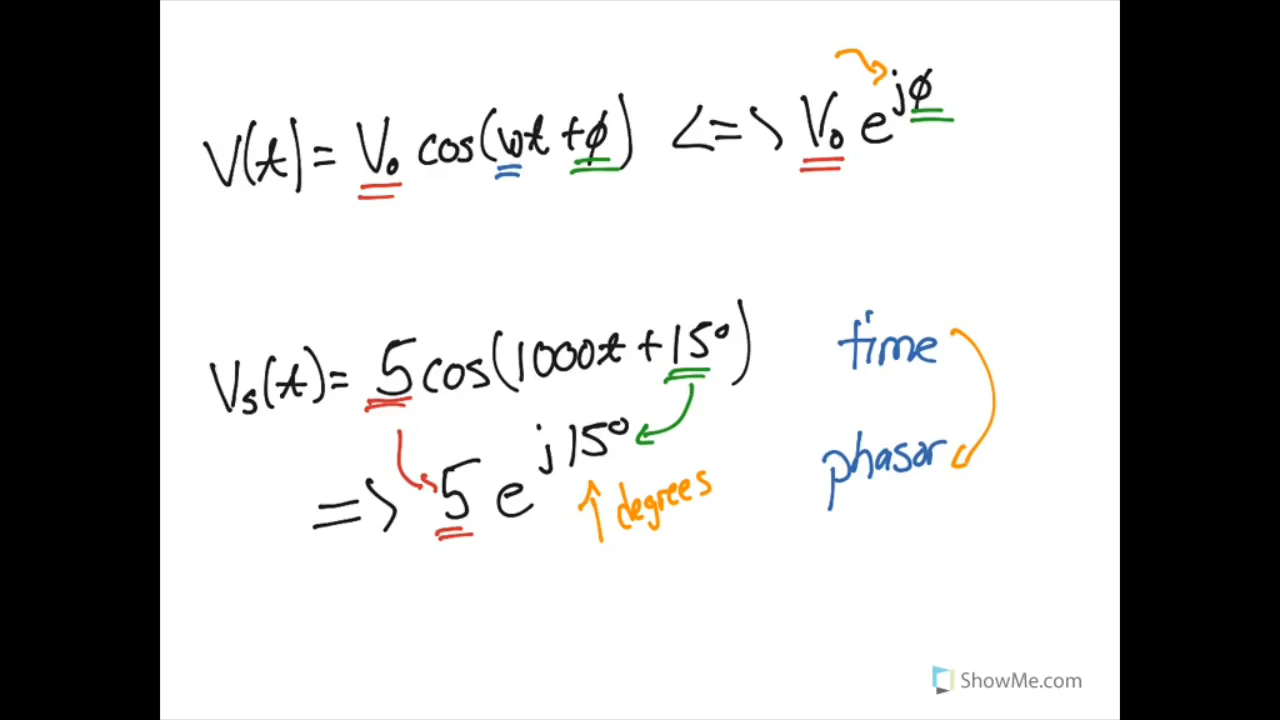 V(t) = V₀ cos(ωt + ϕ) <=> V₀ e^jϕ
Vs(t) = 5 cos(1000t + 15°)
time
=> 5 e^j15°
degrees
phasor
ShowMe.com